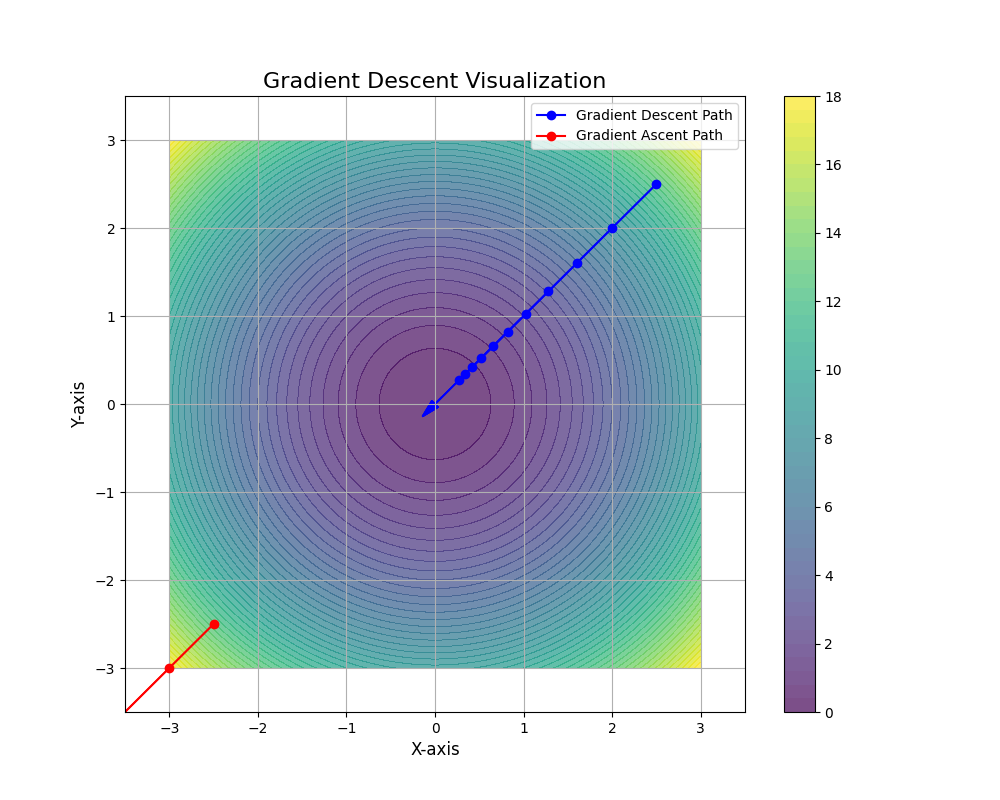 Gradient Descent Visualization
Gradient Descent Path
Gradient Ascent Path
Y-axis
3
2
1
0
−1
−2
−3
−3 −2 −1 0 1 2 3
X-axis
18
16
14
12
10
8
6
4
2
0